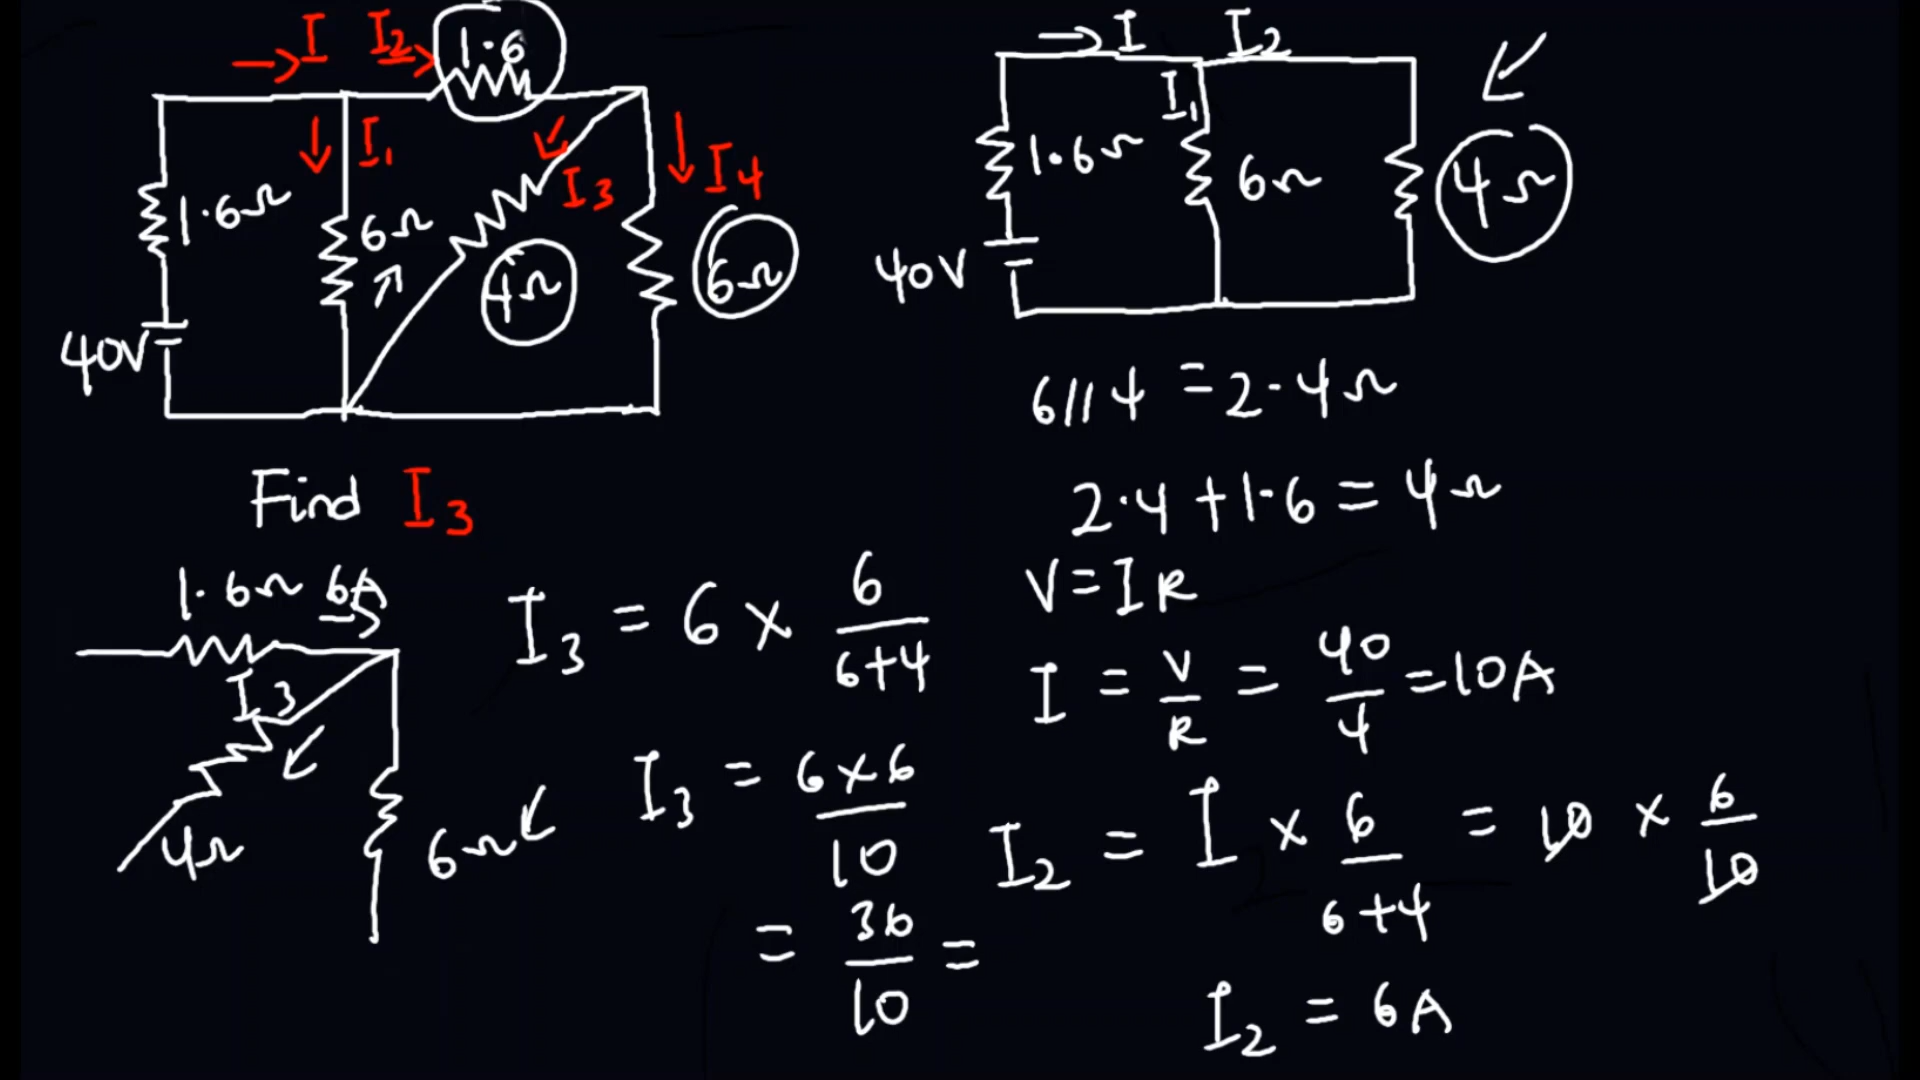 →I I2→ 1.6
↓ I1 ↙ I3 ↓ I4
1.6Ω 6Ω 4Ω 6Ω
40V
Find I3
→I I2
I1
1.6Ω 6Ω 4Ω
40V
6//4 = 2.4Ω
2.4+1.6 = 4Ω
V=IR
I = V/R = 40/4 = 10A
I2 = I × 6/(6+4) = 10 × 6/10
I2 = 6A
1.6Ω 6A
I3
4Ω 6Ω
I3 = 6 × 6/(6+4)
I3 = 6×6/10
= 36/10 =